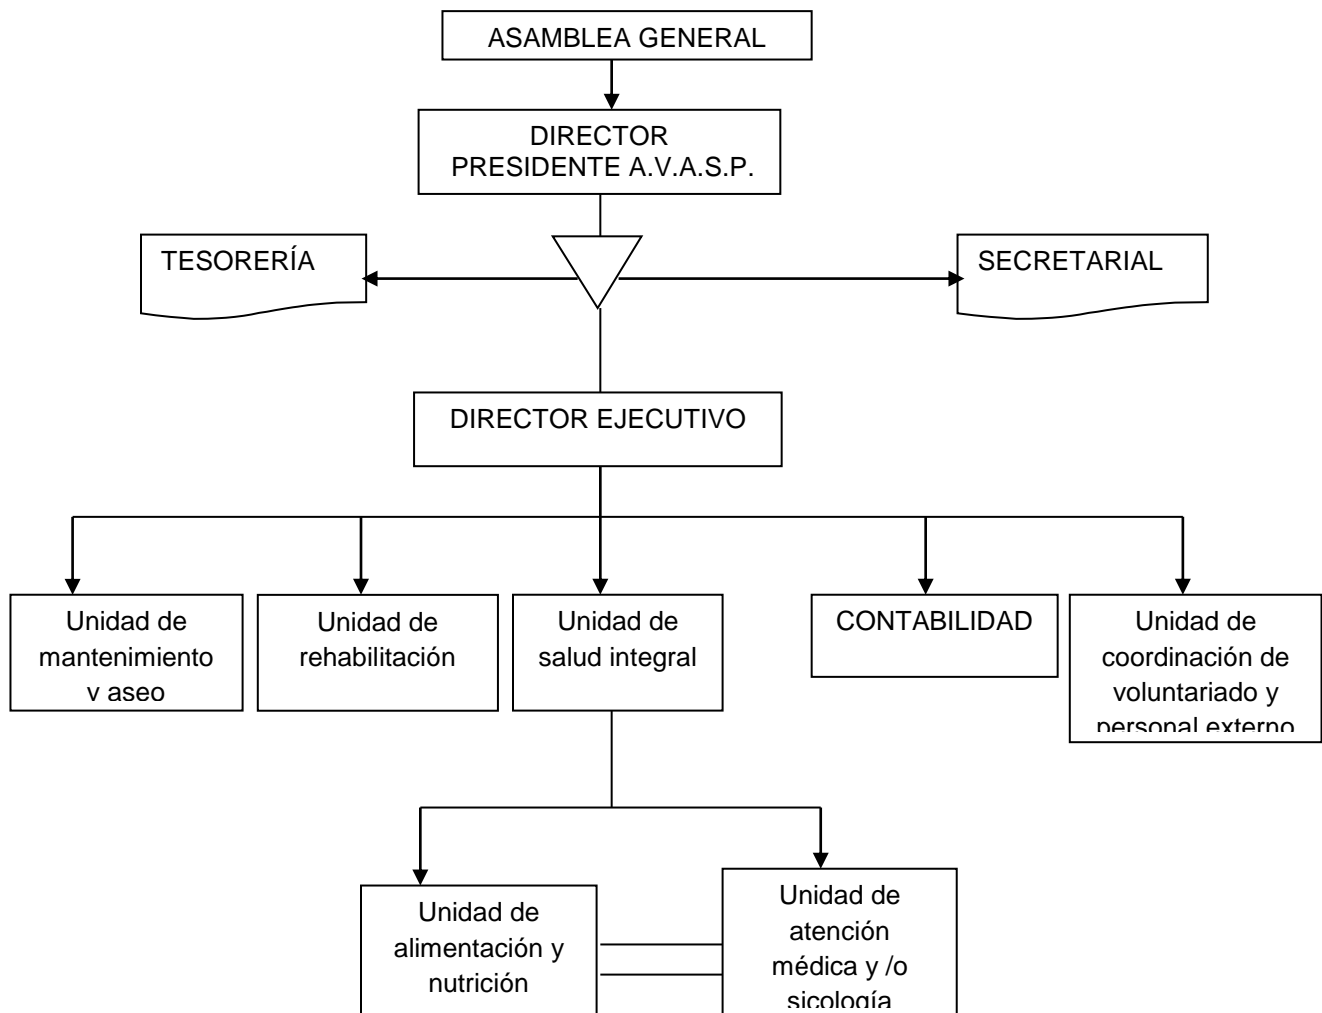 ASAMBLEA GENERAL
DIRECTOR
PRESIDENTE A.V.A.S.P.
TESORERÍA
SECRETARIAL
DIRECTOR EJECUTIVO
Unidad de
mantenimiento
y aseo
Unidad de
rehabilitación
Unidad de
salud integral
CONTABILIDAD
Unidad de
coordinación de
voluntariado y
personal externo
Unidad de
alimentación y
nutrición
Unidad de
atención
médica y /o
sicología